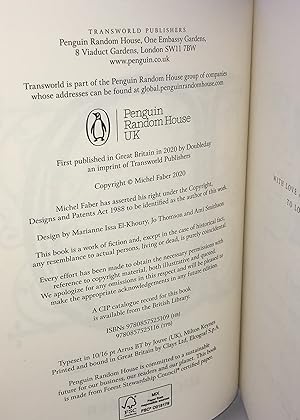 TRANSWORLD PUBLISHERS
Penguin Random House, One Embassy Gardens,
8 Viaduct Gardens, London SW11 7BW
www.penguin.co.uk
Transworld is part of the Penguin Random House group of companies
whose addresses can be found at global.penguinrandomhouse.com
Penguin
Random House
UK
First published in Great Britain in 2020 by Doubleday
an imprint of Transworld Publishers
Copyright © Michel Faber 2020
Michel Faber has asserted his right under the Copyright,
Designs and Patents Act 1988 to be identified as the author of this work.
Design by Marianne Issa El-Khoury, Jo Thomson and Ani Smithson
This book is a work of fiction and, except in the case of historical fact,
any resemblance to actual persons, living or dead, is purely coincidental.
Every effort has been made to obtain the necessary permissions with
reference to copyright material, both illustrative and quoted.
We apologize for any omissions in this respect and will be pleased to
make the appropriate acknowledgements in any future edition.
A CIP catalogue record for this book
is available from the British Library.
ISBNs 9780857525109
9780857525116
Typeset in 10/16 pt Arrus BT by Jouve (UK), Milton Keynes
Printed and bound in Great Britain by Clays Ltd, Elcograf S.p.A.
Penguin Random House is committed to a sustainable
future for our business, our readers and our planet. This book
is made from Forest Stewardship Council® certified paper.
FSC
MIX
WITH LOVE
TO LO